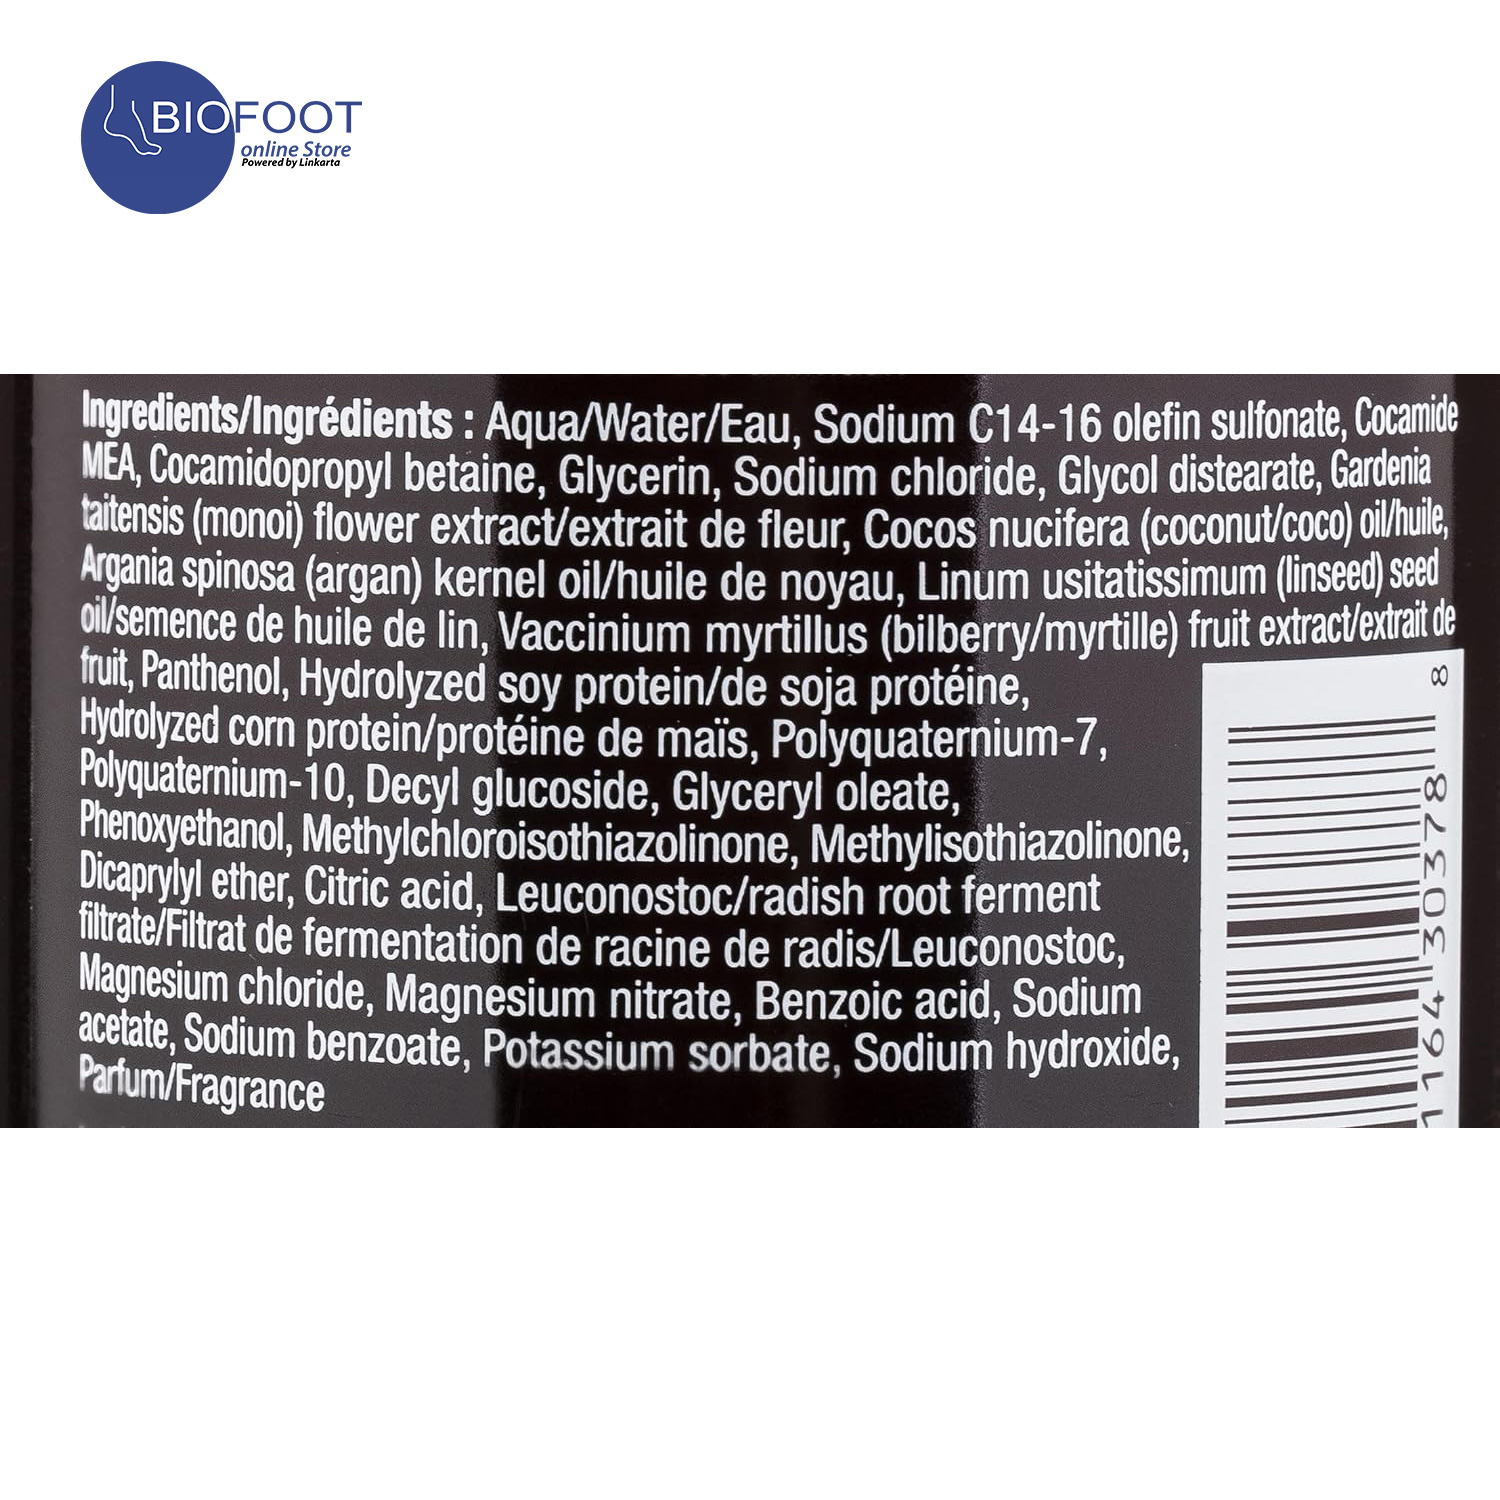 BIOFOOT
online Store
Powered by Linkarta
Ingredients/Ingrédients : Aqua/Water/Eau, Sodium C14-16 olefin sulfonate, Cocamide
MEA, Cocamidopropyl betaine, Glycerin, Sodium chloride, Glycol distearate, Gardenia
taitensis (monoi) flower extract/extrait de fleur, Cocos nucifera (coconut/coco) oil/huile,
Argania spinosa (argan) kernel oil/huile de noyau, Linum usitatissimum (linseed) seed
oil/semence de huile de lin, Vaccinium myrtillus (bilberry/myrtille) fruit extract/extrait de
fruit, Panthenol, Hydrolyzed soy protein/de soja protéine,
Hydrolyzed corn protein/protéine de maïs, Polyquaternium-7,
Polyquaternium-10, Decyl glucoside, Glyceryl oleate,
Phenoxyethanol, Methylchloroisothiazolinone, Methylisothiazolinone,
Dicaprylyl ether, Citric acid, Leuconostoc/radish root ferment
filtrate/Filtrat de fermentation de racine de radis/Leuconostoc,
Magnesium chloride, Magnesium nitrate, Benzoic acid, Sodium
acetate, Sodium benzoate, Potassium sorbate, Sodium hydroxide,
Parfum/Fragrance
1164 30378 8